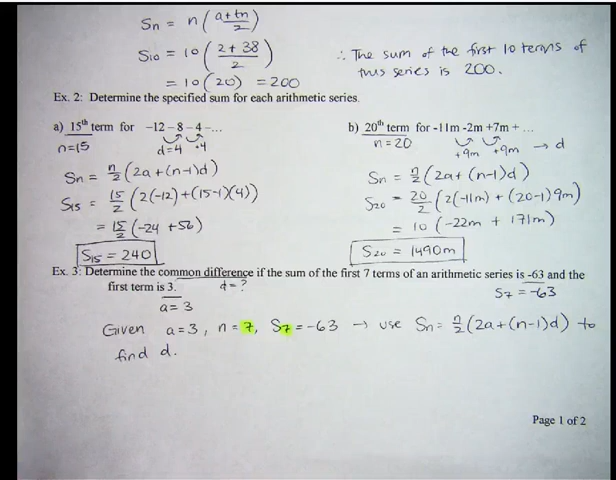 Sn = n(a+tn/2)
S10 = 10(2+38/2)
= 10(20) = 200
∴ The sum of the first 10 terms of this series is 200.
Ex. 2: Determine the specified sum for each arithmetic series.
a) 15th term for -12 – 8 – 4 - ...
n=15 d=4 +4
Sn = n/2(2a+(n-1)d)
S15 = 15/2(2(-12)+(15-1)(4))
= 15/2(-24 +56)
S15 = 240
b) 20th term for -11m -2m +7m + ...
n = 20 +9m +9m → d
Sn = n/2(2a+(n-1)d)
S20 = 20/2(2(-11m) + (20-1)9m)
= 10(-22m + 171m)
S20 = 1490m
Ex. 3: Determine the common difference if the sum of the first 7 terms of an arithmetic series is -63 and the
first term is 3. d=? S7 = -63
a=3
Given a=3, n=7, S7=-63 → use Sn=n/2(2a+(n-1)d) to
find d.
Page 1 of 2